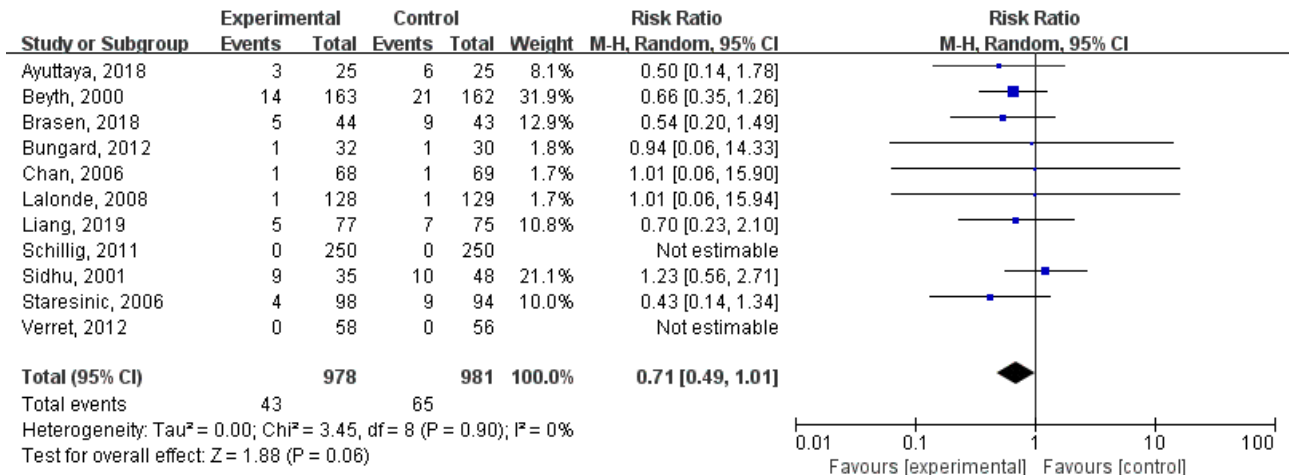 Experimental Control Risk Ratio Risk Ratio
Study or Subgroup Events Total Events Total Weight M-H, Random, 95% CI M-H, Random, 95% CI
Ayuttaya, 2018 3 25 6 25 8.1% 0.50 [0.14, 1.78]
Beyth, 2000 14 163 21 162 31.9% 0.66 [0.35, 1.26]
Brasen, 2018 5 44 9 43 12.9% 0.54 [0.20, 1.49]
Bungard, 2012 1 32 1 30 1.8% 0.94 [0.06, 14.33]
Chan, 2006 1 68 1 69 1.7% 1.01 [0.06, 15.90]
Lalonde, 2008 1 128 1 129 1.7% 1.01 [0.06, 15.94]
Liang, 2019 5 77 7 75 10.8% 0.70 [0.23, 2.10]
Schillig, 2011 0 250 0 250 Not estimable
Sidhu, 2001 9 35 10 48 21.1% 1.23 [0.56, 2.71]
Staresinic, 2006 4 98 9 94 10.0% 0.43 [0.14, 1.34]
Verret, 2012 0 58 0 56 Not estimable
Total (95% CI) 978 981 100.0% 0.71 [0.49, 1.01]
Total events 43 65
Heterogeneity: Tau² = 0.00; Chi² = 3.45, df = 8 (P = 0.90); I² = 0%
Test for overall effect: Z = 1.88 (P = 0.06)
0.01 0.1 1 10 100
Favours [experimental] Favours [control]